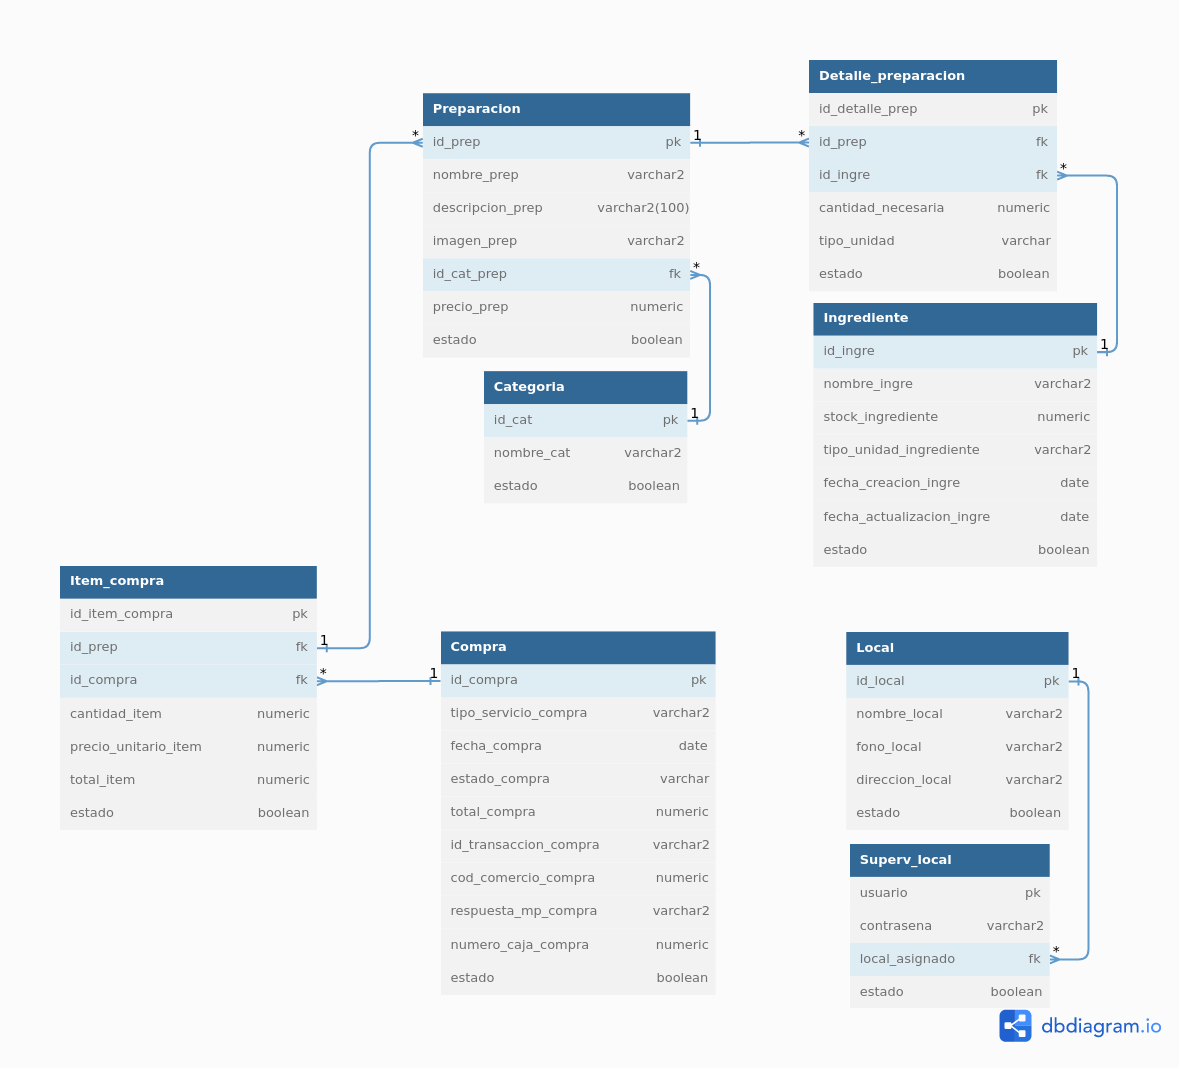 Detalle_preparacion
id_detalle_prep pk
* id_prep fk
id_ingre fk *
cantidad_necesaria numeric
tipo_unidad varchar
estado boolean
Preparacion
* id_prep pk 1
nombre_prep varchar2
descripcion_prep varchar2(100)
imagen_prep varchar2
id_cat_prep fk *
precio_prep numeric
estado boolean
Ingrediente
id_ingre pk 1
nombre_ingre varchar2
stock_ingrediente numeric
tipo_unidad_ingrediente varchar2
fecha_creacion_ingre date
fecha_actualizacion_ingre date
estado boolean
Categoria
id_cat pk 1
nombre_cat varchar2
estado boolean
Item_compra
id_item_compra pk
id_prep fk 1
id_compra fk *
cantidad_item numeric
precio_unitario_item numeric
total_item numeric
estado boolean
Compra
1 id_compra pk
tipo_servicio_compra varchar2
fecha_compra date
estado_compra varchar
total_compra numeric
id_transaccion_compra varchar2
cod_comercio_compra numeric
respuesta_mp_compra varchar2
numero_caja_compra numeric
estado boolean
Local
id_local pk 1
nombre_local varchar2
fono_local varchar2
direccion_local varchar2
estado boolean
Superv_local
usuario pk
contrasena varchar2
local_asignado fk *
estado boolean
dbdiagram.io